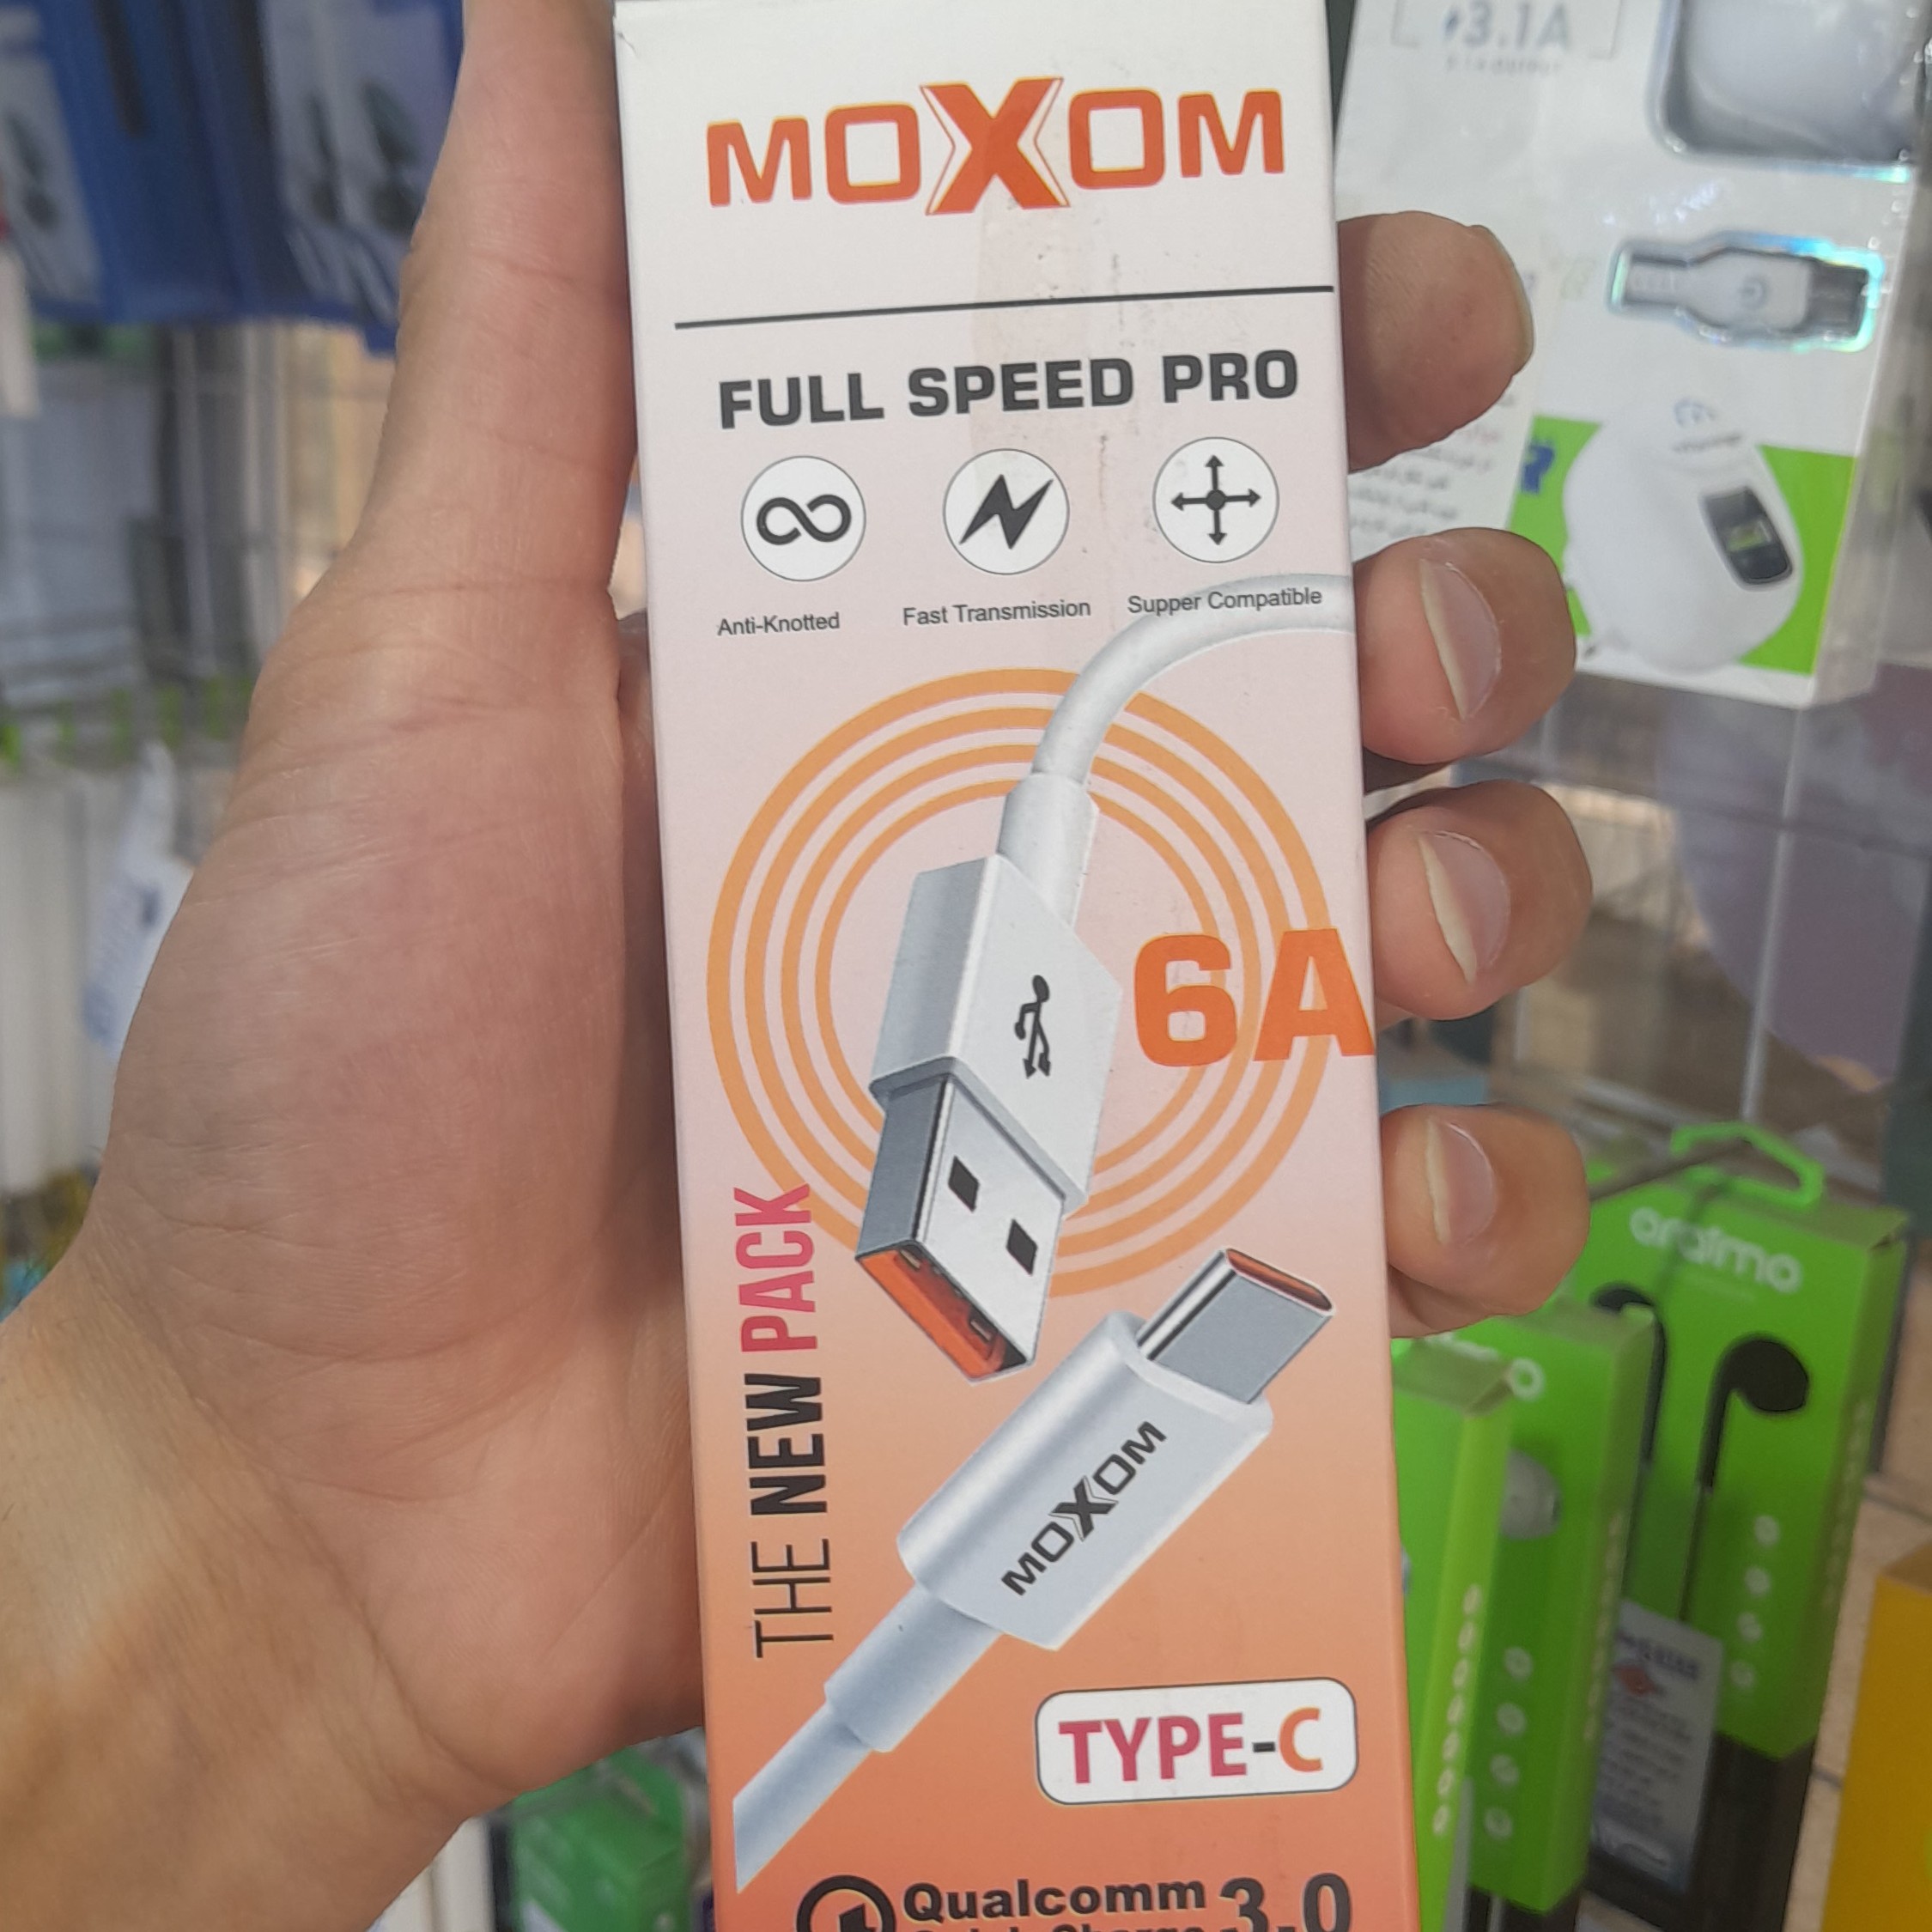 MOXOM
FULL SPEED PRO
Anti-Knotted
Fast Transmission
Supper Compatible
6A
THE NEW PACK
MOXOM
TYPE-C
Qualcomm 3.0
3.1A
oraimo